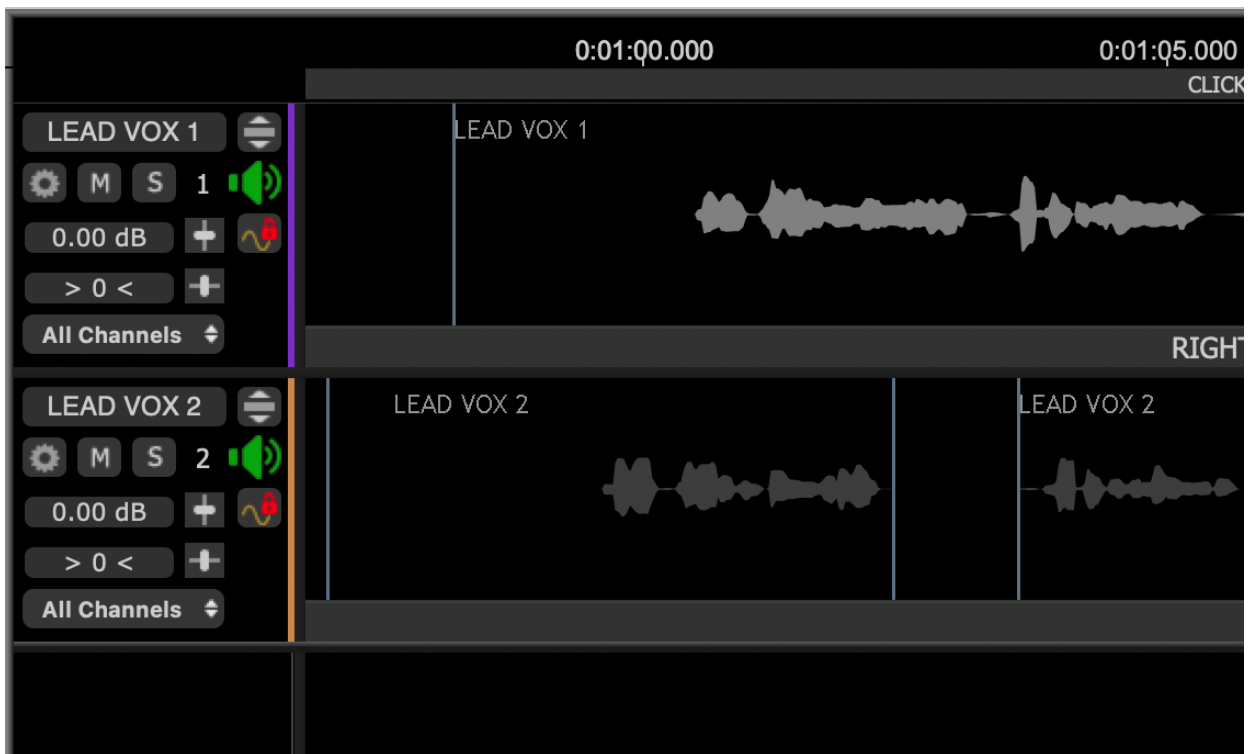 0:01:00.000 0:01:05.000
CLICK
LEAD VOX 1
LEAD VOX 1
M S 1
0.00 dB
> 0 <
All Channels
RIGHT
LEAD VOX 2
LEAD VOX 2 LEAD VOX 2
M S 2
0.00 dB
> 0 <
All Channels